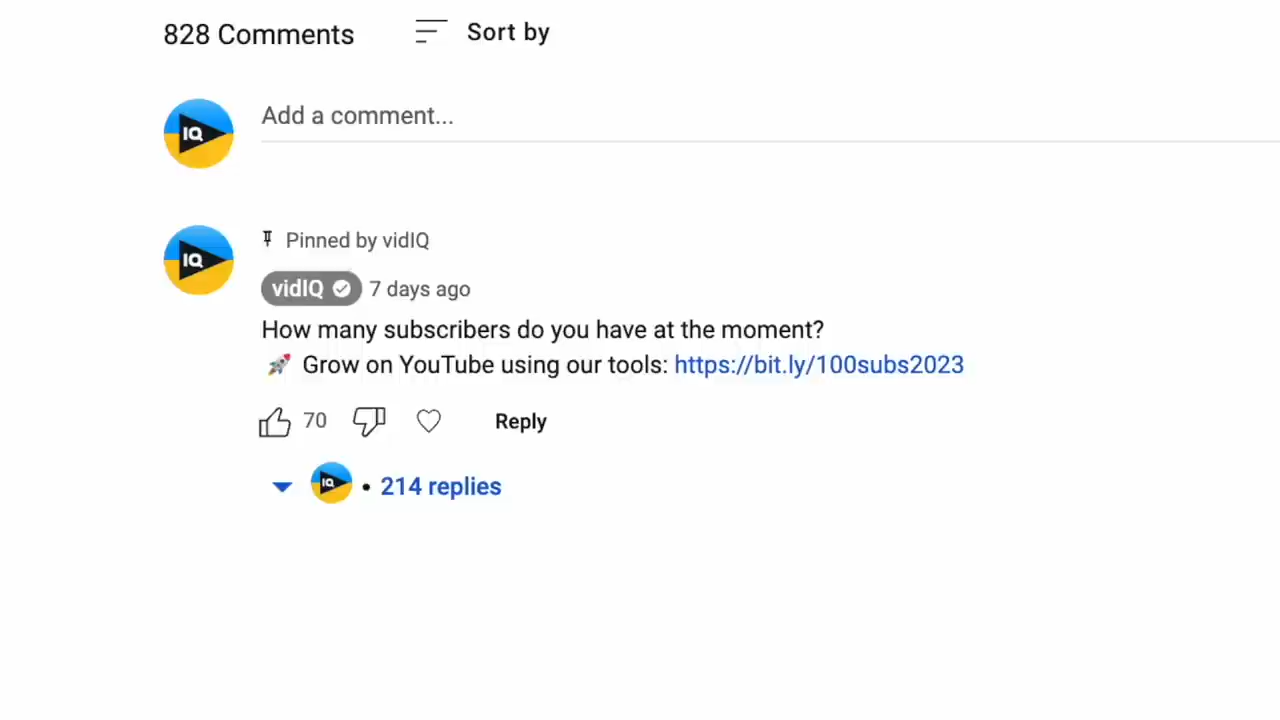 828 Comments
Sort by
IQ
Add a comment...
IQ
Pinned by vidIQ
vidIQ
7 days ago
How many subscribers do you have at the moment?
🚀 Grow on YouTube using our tools: https://bit.ly/100subs2023
70
Reply
IQ
• 214 replies